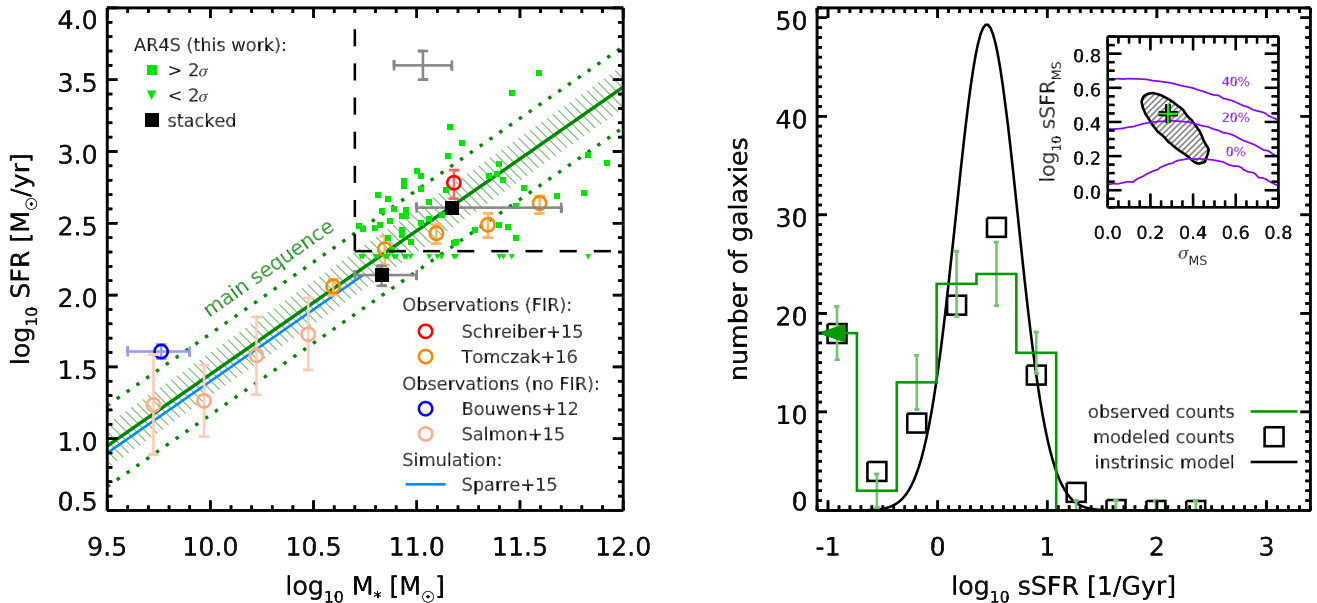 4.0
3.5
3.0
2.5
2.0
1.5
1.0
0.5
9.5 10.0 10.5 11.0 11.5 12.0
log₁₀ SFR [M☉/yr]
log₁₀ M* [M☉]
AR4S (this work):
> 2σ
< 2σ
stacked
main sequence
Observations (FIR):
Schreiber+15
Tomczak+16
Observations (no FIR):
Bouwens+12
Salmon+15
Simulation:
Sparre+15
50
40
30
20
10
0
-1 0 1 2 3
number of galaxies
log₁₀ sSFR [1/Gyr]
0.8
0.6
0.4
0.2
0.0
0.0 0.2 0.4 0.6 0.8
log₁₀ sSFR_MS
σ_MS
40%
20%
0%
observed counts
modeled counts
instrinsic model